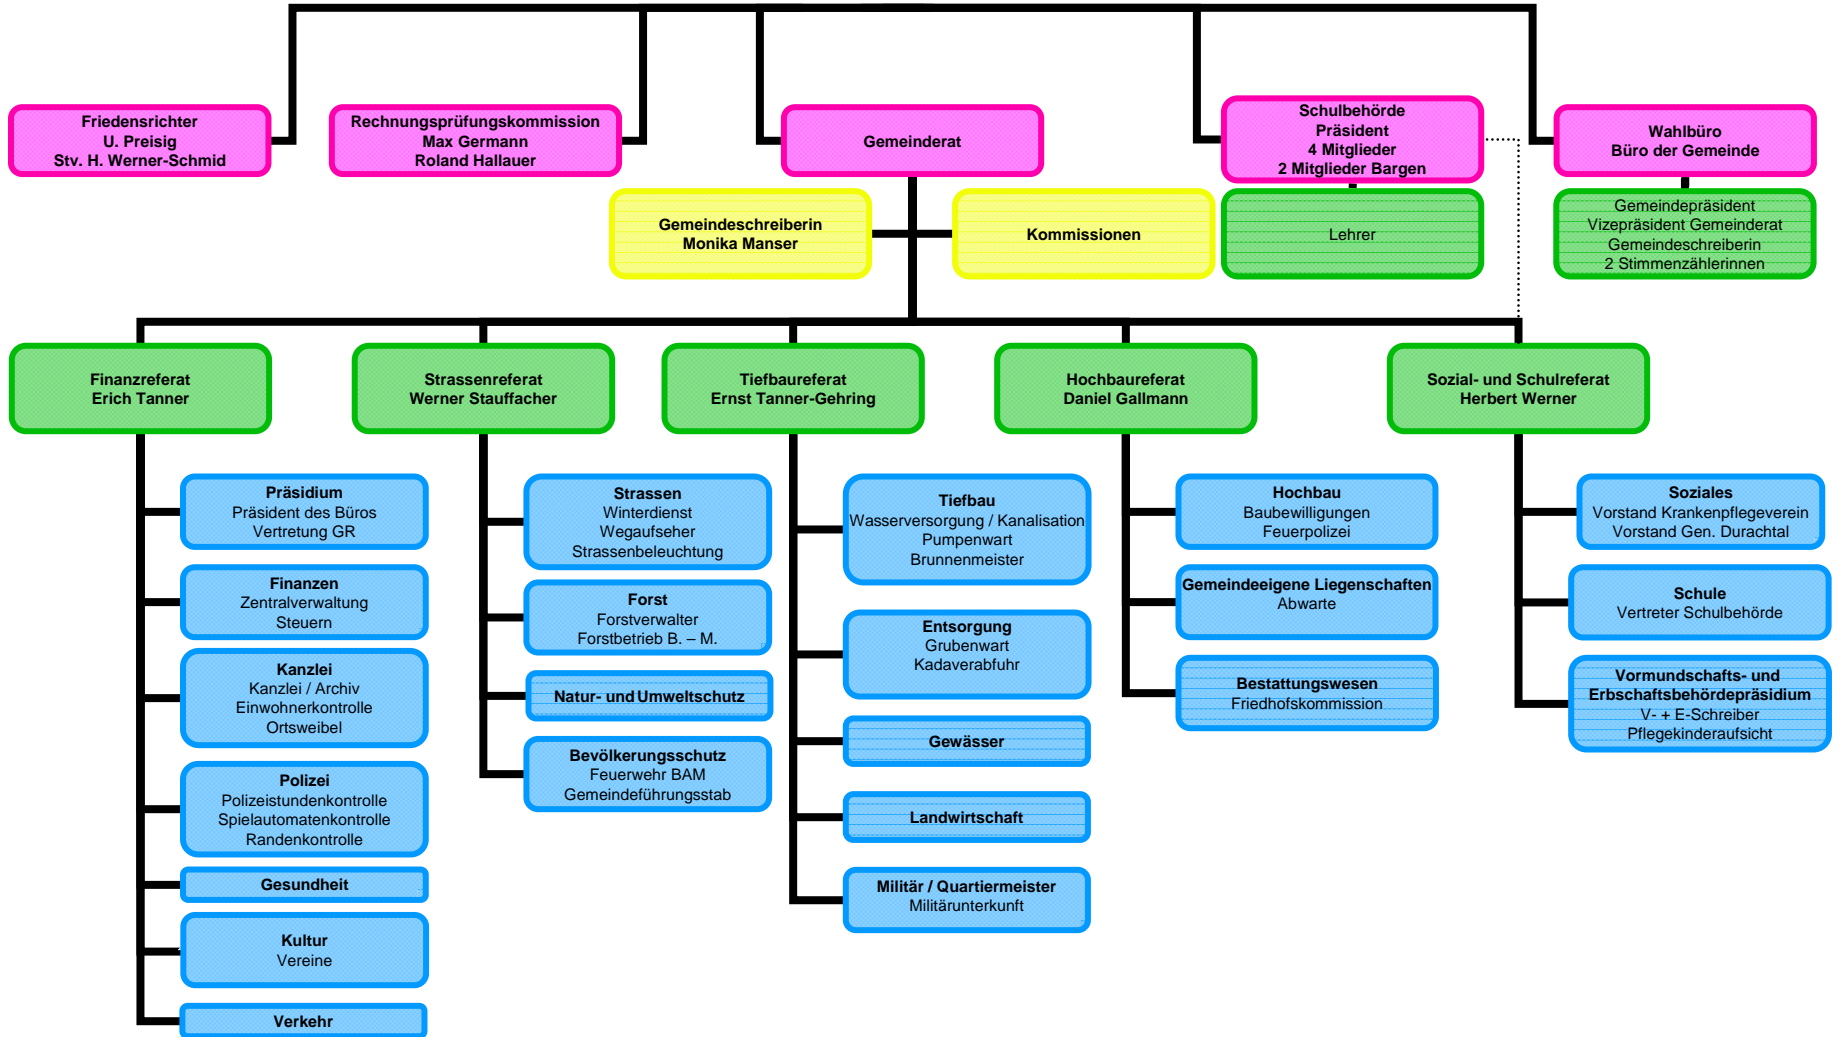 Friedensrichter
U. Preisig
Stv. H. Werner-Schmid
Rechnungsprüfungskommission
Max Germann
Roland Hallauer
Gemeinderat
Schulbehörde
Präsident
4 Mitglieder
2 Mitglieder Bargen
Wahlbüro
Büro der Gemeinde
Gemeindeschreiberin
Monika Manser
Kommissionen
Lehrer
Gemeindepräsident
Vizepräsident Gemeinderat
Gemeindeschreiberin
2 Stimmenzählerinnen
Finanzreferat
Erich Tanner
Strassenreferat
Werner Stauffacher
Tiefbaureferat
Ernst Tanner-Gehring
Hochbaureferat
Daniel Gallmann
Sozial- und Schulreferat
Herbert Werner
Präsidium
Präsident des Büros
Vertretung GR
Finanzen
Zentralverwaltung
Steuern
Kanzlei
Kanzlei / Archiv
Einwohnerkontrolle
Ortsweibel
Polizei
Polizeistundenkontrolle
Spielautomatenkontrolle
Randenkontrolle
Gesundheit
Kultur
Vereine
Verkehr
Strassen
Winterdienst
Wegaufseher
Strassenbeleuchtung
Forst
Forstverwalter
Forstbetrieb B. – M.
Natur- und Umweltschutz
Bevölkerungsschutz
Feuerwehr BAM
Gemeindeführungsstab
Tiefbau
Wasserversorgung / Kanalisation
Pumpenwart
Brunnenmeister
Entsorgung
Grubenwart
Kadaverabfuhr
Gewässer
Landwirtschaft
Militär / Quartiermeister
Militärunterkunft
Hochbau
Baubewilligungen
Feuerpolizei
Gemeindeeigene Liegenschaften
Abwarte
Bestattungswesen
Friedhofskommission
Soziales
Vorstand Krankenpflegeverein
Vorstand Gen. Durachtal
Schule
Vertreter Schulbehörde
Vormundschafts- und
Erbschaftsbehördepräsidium
V- + E-Schreiber
Pflegekinderaufsicht